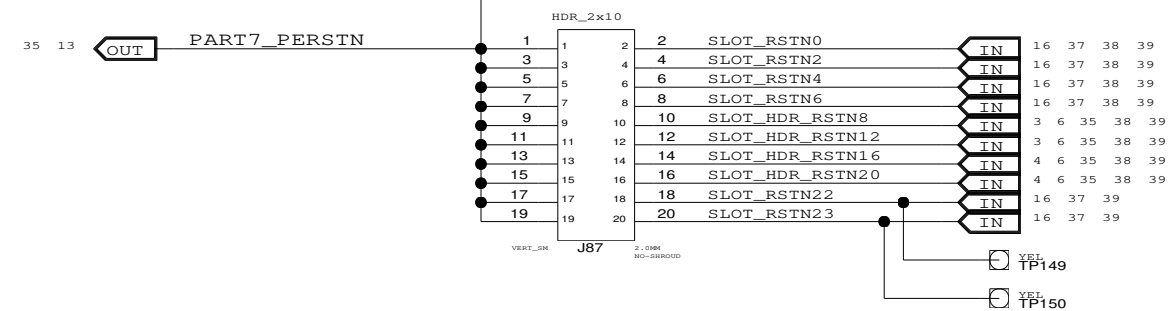 HDR_2x10
35 13 OUT PART7_PERSTN
1 1 2 2 SLOT_RSTN0 IN 16 37 38 39
3 3 4 4 SLOT_RSTN2 IN 16 37 38 39
5 5 6 6 SLOT_RSTN4 IN 16 37 38 39
7 7 8 8 SLOT_RSTN6 IN 16 37 38 39
9 9 10 10 SLOT_HDR_RSTN8 IN 3 6 35 38 39
11 11 12 12 SLOT_HDR_RSTN12 IN 3 6 35 38 39
13 13 14 14 SLOT_HDR_RSTN16 IN 4 6 35 38 39
15 15 16 16 SLOT_HDR_RSTN20 IN 4 6 35 38 39
17 17 18 18 SLOT_RSTN22 IN 16 37 39
19 19 20 20 SLOT_RSTN23 IN 16 37 39
VERT_SM J87 2.0MM
NO-SHROUD
YEL
TP149
YEL
TP150